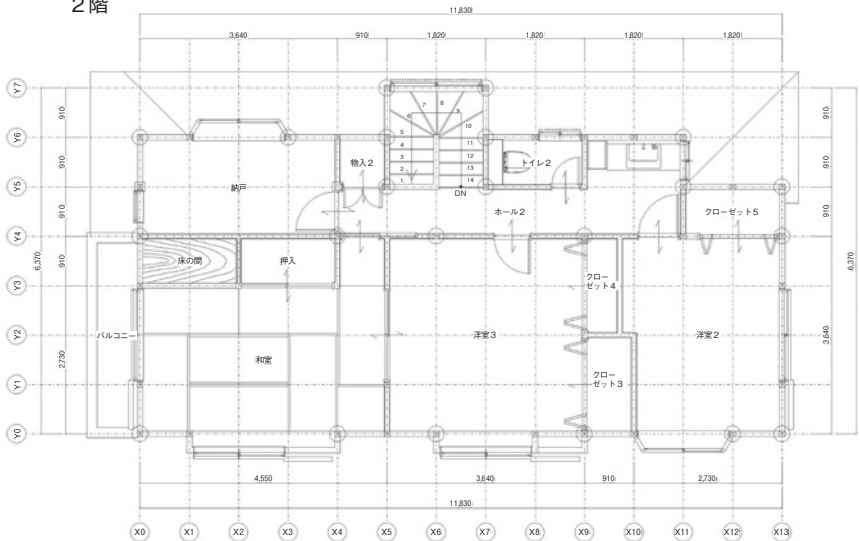 2階
11,830
3,640 910 1,820 1,820 1,820 1,820
Y7
Y6
Y5
Y4
Y3
Y2
Y1
Y0
6,370
910
910
910
910
2,730
910
910
910
3,640
6,370
7 8
6 9
5 10
4 11
3 12
2 13
1 14
DN
物入2
トイレ2
納戸
ホール2
クローゼット5
床の間
押入
クロー
ゼット4
バルコニー
洋室3
洋室2
和室
クロー
ゼット3
4,550 3,640 910 2,730
11,830
X0 X1 X2 X3 X4 X5 X6 X7 X8 X9 X10 X11 X12 X13